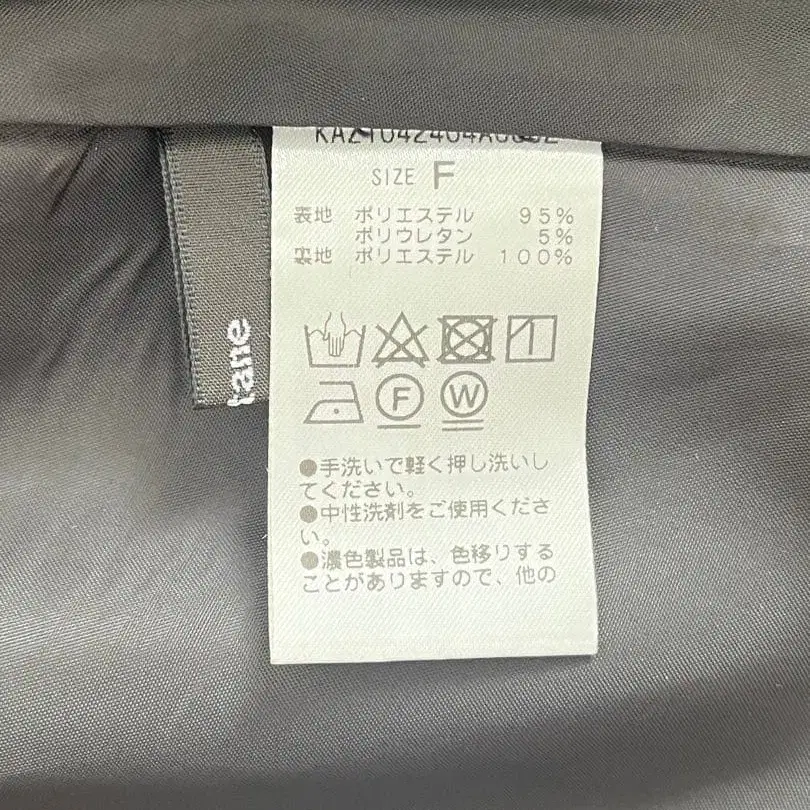 SIZE F
表地 ポリエステル 95%
ポリウレタン 5%
裏地 ポリエステル 100%
1
F
W
●手洗いで軽く押し洗いし
てください。
●中性洗剤をご使用くださ
い。
●濃色製品は、色移りする
ことがありますので、他の
tane